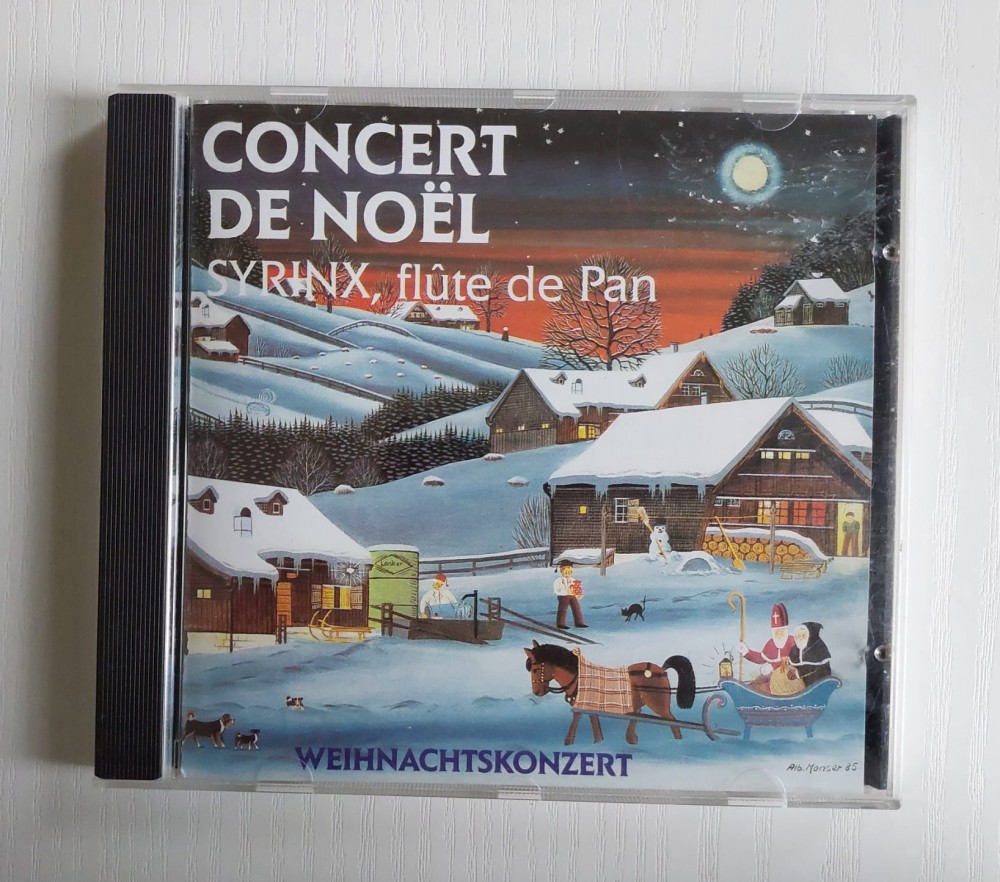 CONCERT
DE NOËL
SYRINX, flûte de Pan
WEIHNACHTSKONZERT
Alb. Manser 85